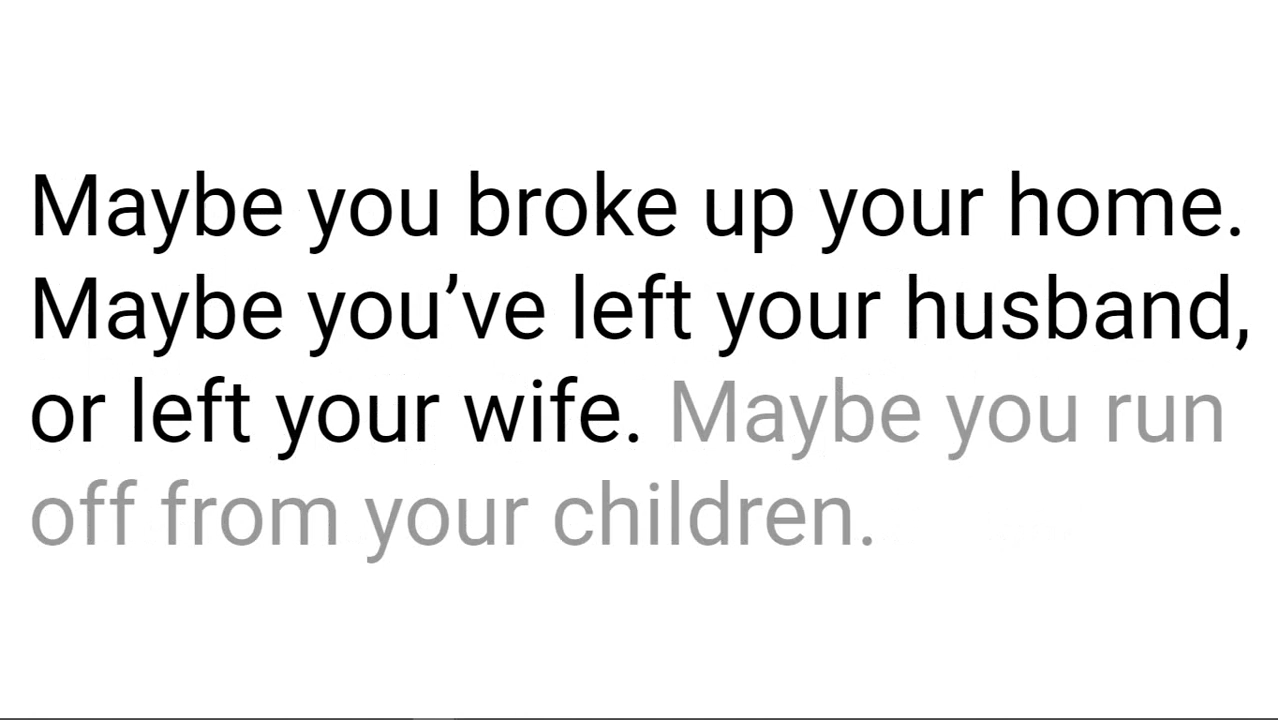 Maybe you broke up your home.
Maybe you’ve left your husband,
or left your wife. Maybe you run
off from your children.